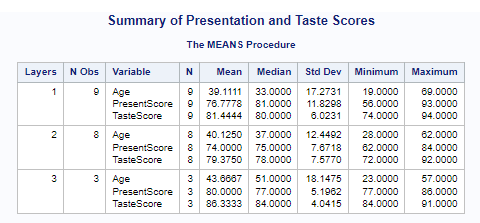 Summary of Presentation and Taste Scores
The MEANS Procedure
Layers N Obs Variable N Mean Median Std Dev Minimum Maximum
1 9 Age 9 39.1111 33.0000 17.2731 19.0000 69.0000
PresentScore 9 76.7778 81.0000 11.8298 56.0000 93.0000
TasteScore 9 81.4444 80.0000 6.0231 74.0000 94.0000
2 8 Age 8 40.1250 37.0000 12.4492 28.0000 62.0000
PresentScore 8 74.0000 75.0000 7.6718 62.0000 84.0000
TasteScore 8 79.3750 78.0000 7.5770 72.0000 92.0000
3 3 Age 3 43.6667 51.0000 18.1475 23.0000 57.0000
PresentScore 3 80.0000 77.0000 5.1962 77.0000 86.0000
TasteScore 3 86.3333 84.0000 4.0415 84.0000 91.0000